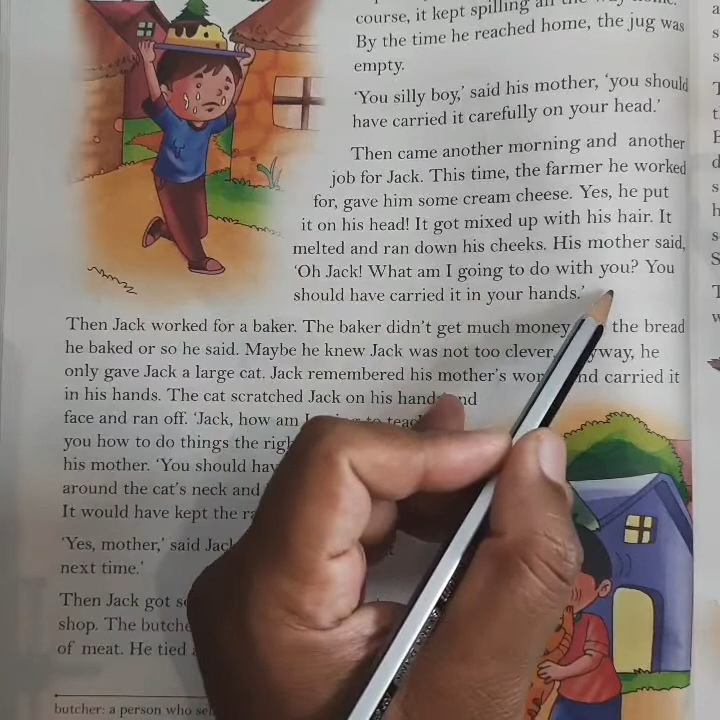 course, it kept spilling all the way home.
By the time he reached home, the jug was
empty.
'You silly boy,' said his mother, 'you should
have carried it carefully on your head.'
Then came another morning and another
job for Jack. This time, the farmer he worked
for, gave him some cream cheese. Yes, he put
it on his head! It got mixed up with his hair. It
melted and ran down his cheeks. His mother said,
'Oh Jack! What am I going to do with you? You
should have carried it in your hands.'
Then Jack worked for a baker. The baker didn't get much money the bread
he baked or so he said. Maybe he knew Jack was not too clever. he
only gave Jack a large cat. Jack remembered his mother's and carried it
in his hands. The cat scratched Jack on his hands and
face and ran off. 'Jack, how am I going to teach
you how to do things the
his mother. 'You should
around the cat's neck and
It would have kept the
'Yes, mother,' said Jack
next time.'
Then Jack got
shop. The
of meat. He tied
butcher: a person who